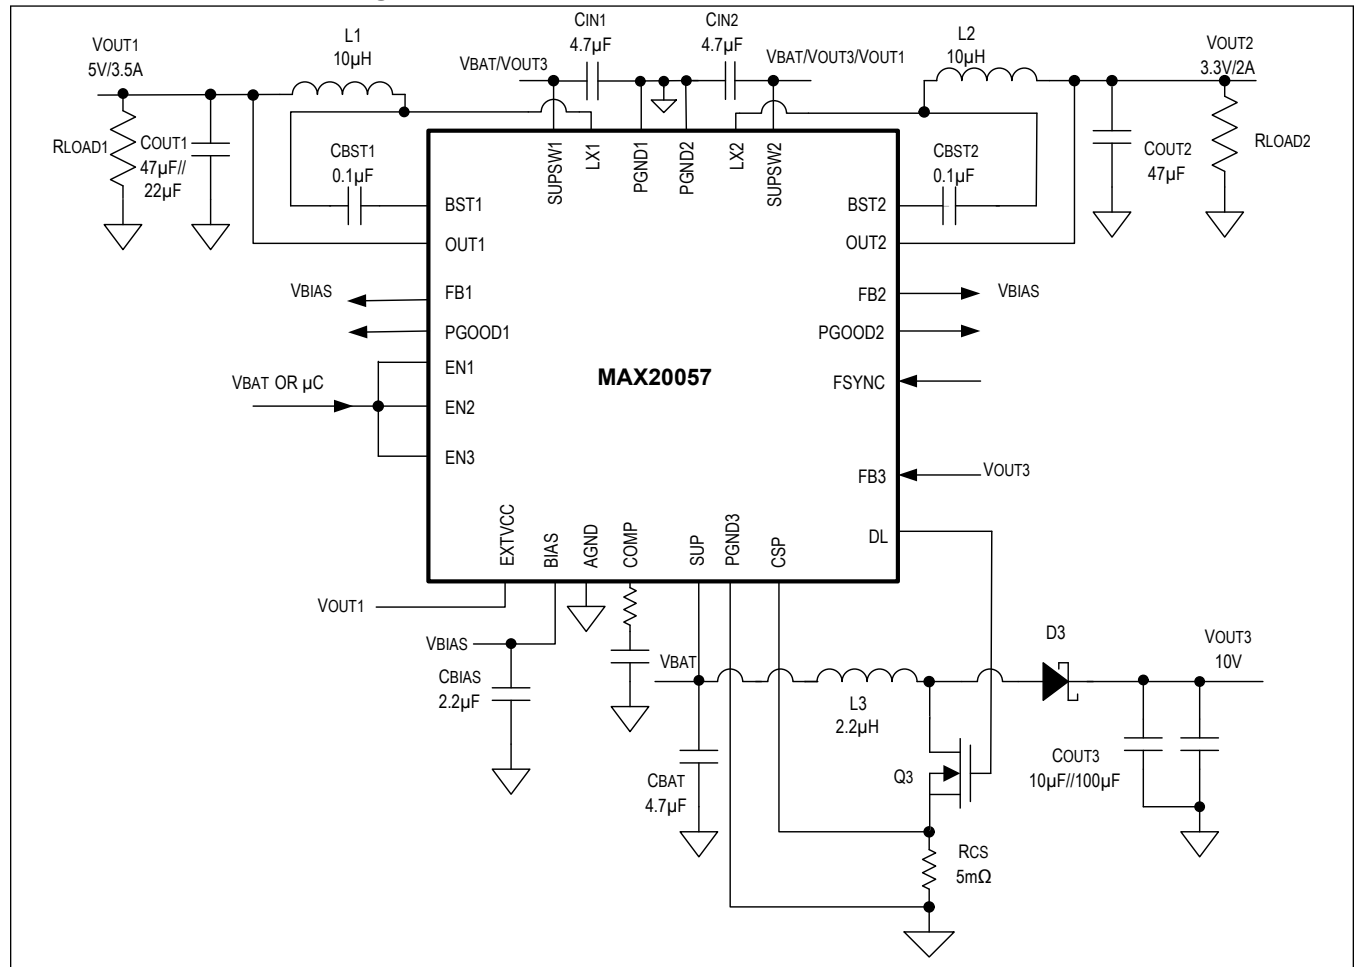 CIN1
4.7µF
CIN2
4.7µF
L1
10µH
L2
10µH
VOUT1
5V/3.5A
VBAT/VOUT3
VBAT/VOUT3/VOUT1
VOUT2
3.3V/2A
RLOAD1
COUT1
47µF//
22µF
CBST1
0.1µF
SUPSW1
LX1
PGND1
PGND2
LX2
SUPSW2
CBST2
0.1µF
COUT2
47µF
RLOAD2
BST1
BST2
OUT1
OUT2
VBIAS
FB1
FB2
VBIAS
PGOOD1
PGOOD2
MAX20057
VBAT OR µC
EN1
EN2
EN3
FSYNC
FB3
VOUT3
DL
EXTVCC
BIAS
AGND
COMP
SUP
PGND3
CSP
VOUT1
VBIAS
CBIAS
2.2µF
VBAT
L3
2.2µH
D3
VOUT3
10V
CBAT
4.7µF
Q3
COUT3
10µF//100µF
RCS
5mΩ